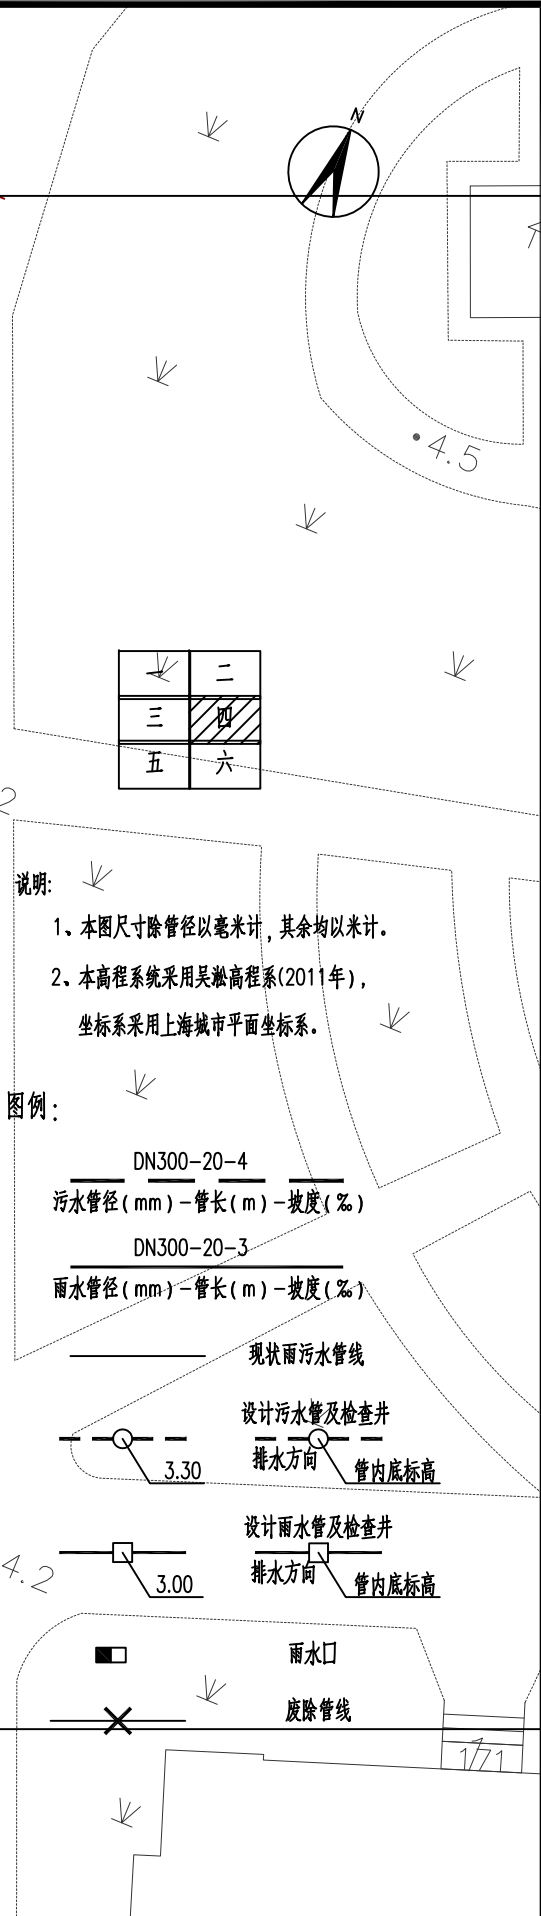 N
4.5
一 二
三 四
五 六
2
说明:
1、本图尺寸除管径以毫米计，其余均以米计。
2、本高程系统采用吴淞高程系(2011年)，
坐标系采用上海城市平面坐标系。
图例：
DN300-20-4
污水管径(mm)-管长(m)-坡度(‰)
DN300-20-3
雨水管径(mm)-管长(m)-坡度(‰)
现状雨污水管线
设计污水管及检查井
排水方向
3.30
管内底标高
设计雨水管及检查井
排水方向
3.00
管内底标高
4.2
雨水口
废除管线